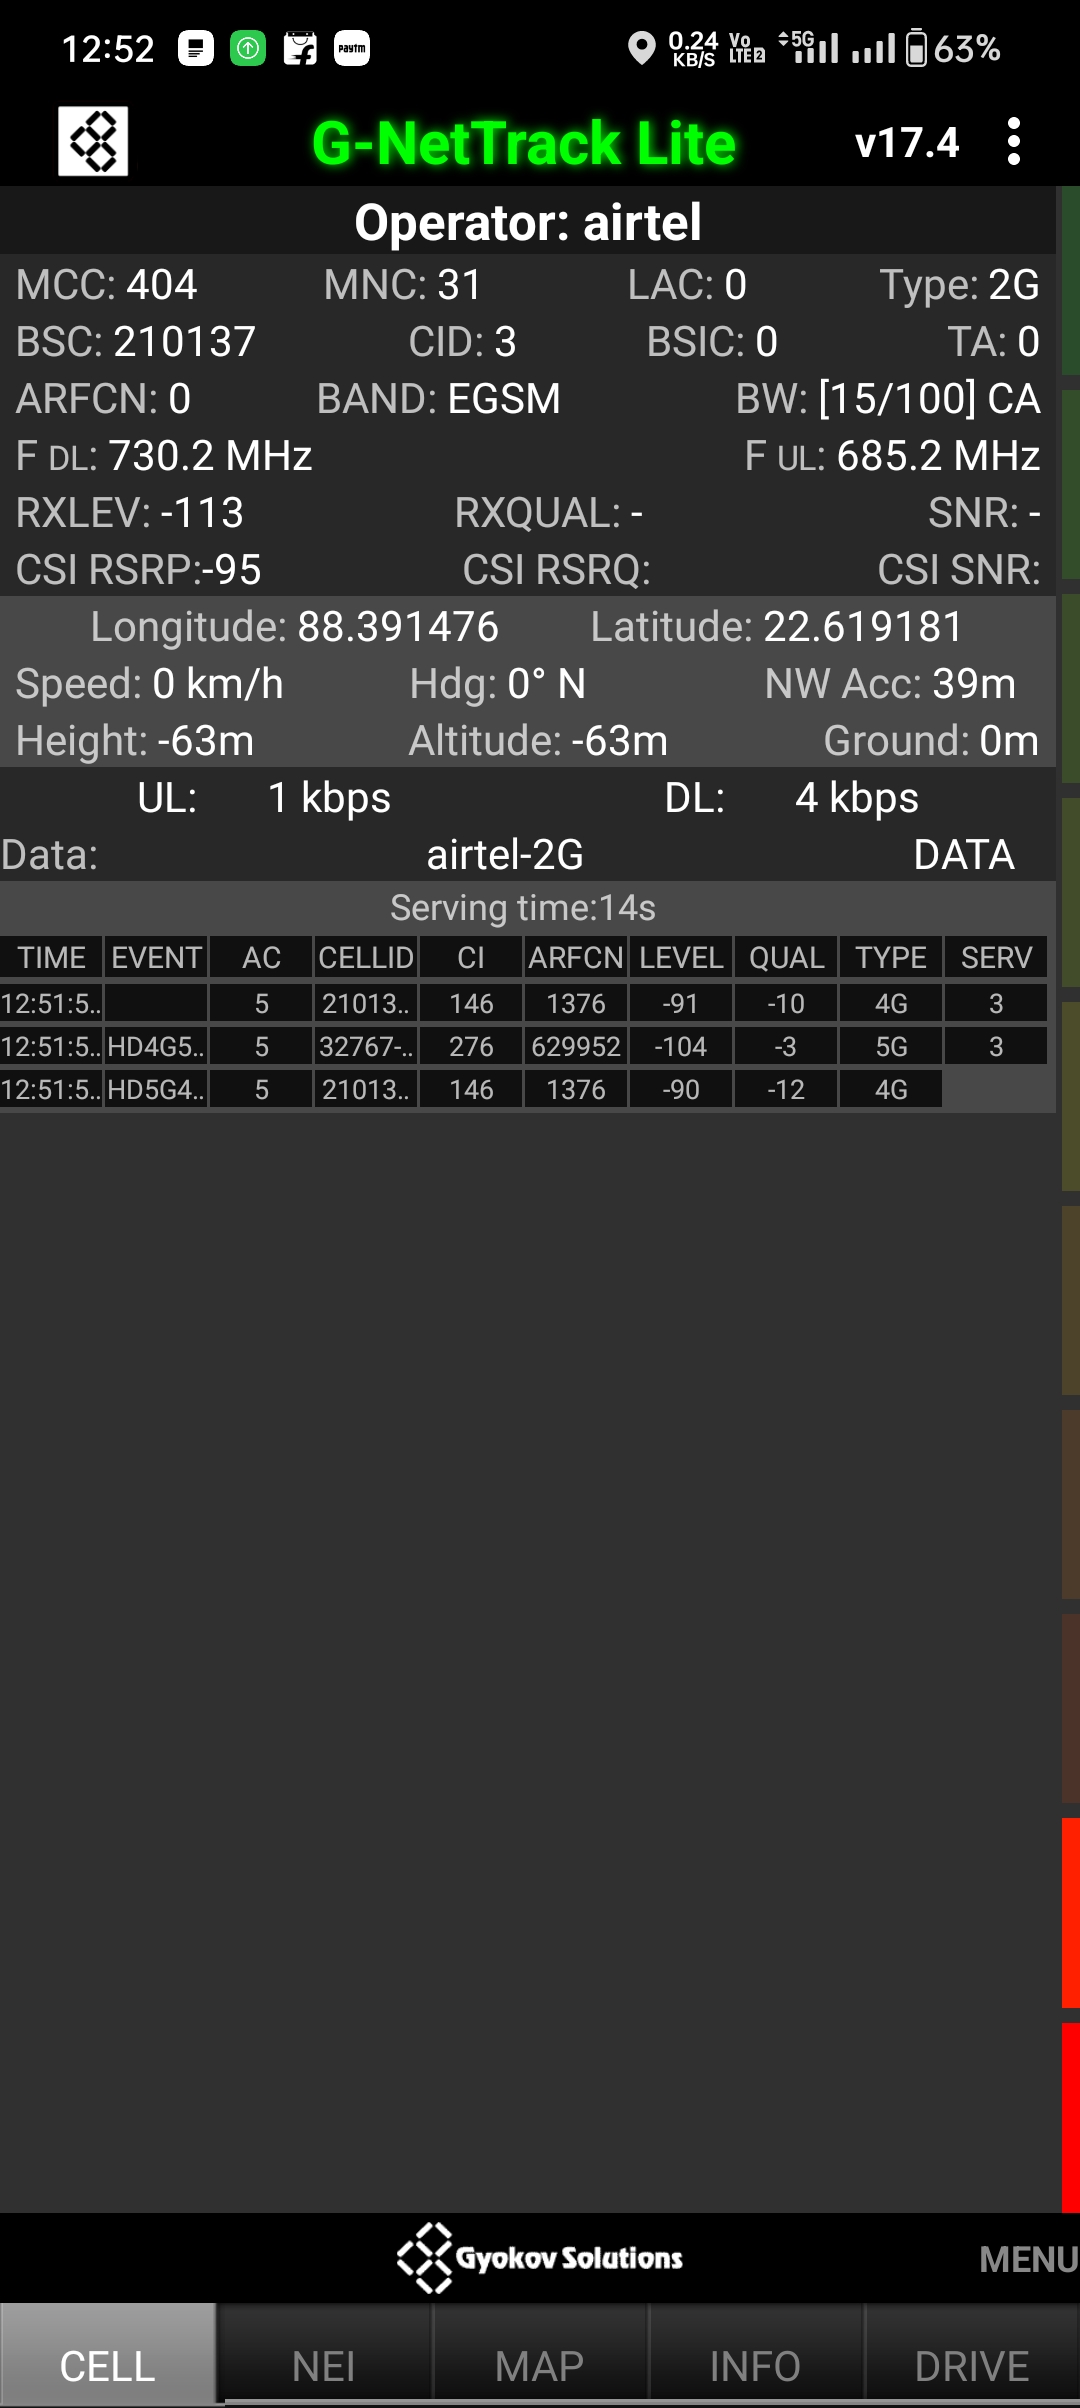 12:52 paytm 0.24 KB/S Vo LTE 2 5G 63%
G-NetTrack Lite v17.4
Operator: airtel
MCC: 404 MNC: 31 LAC: 0 Type: 2G
BSC: 210137 CID: 3 BSIC: 0 TA: 0
ARFCN: 0 BAND: EGSM BW: [15/100] CA
F DL: 730.2 MHz F UL: 685.2 MHz
RXLEV: -113 RXQUAL: - SNR: -
CSI RSRP:-95 CSI RSRQ: CSI SNR:
Longitude: 88.391476 Latitude: 22.619181
Speed: 0 km/h Hdg: 0° N NW Acc: 39m
Height: -63m Altitude: -63m Ground: 0m
UL: 1 kbps DL: 4 kbps
Data: airtel-2G DATA
Serving time:14s
TIME EVENT AC CELLID CI ARFCN LEVEL QUAL TYPE SERV
12:51:5.. 5 21013.. 146 1376 -91 -10 4G 3
12:51:5.. HD4G5.. 5 32767-.. 276 629952 -104 -3 5G 3
12:51:5.. HD5G4.. 5 21013.. 146 1376 -90 -12 4G
Gyokov Solutions MENU
CELL NEI MAP INFO DRIVE